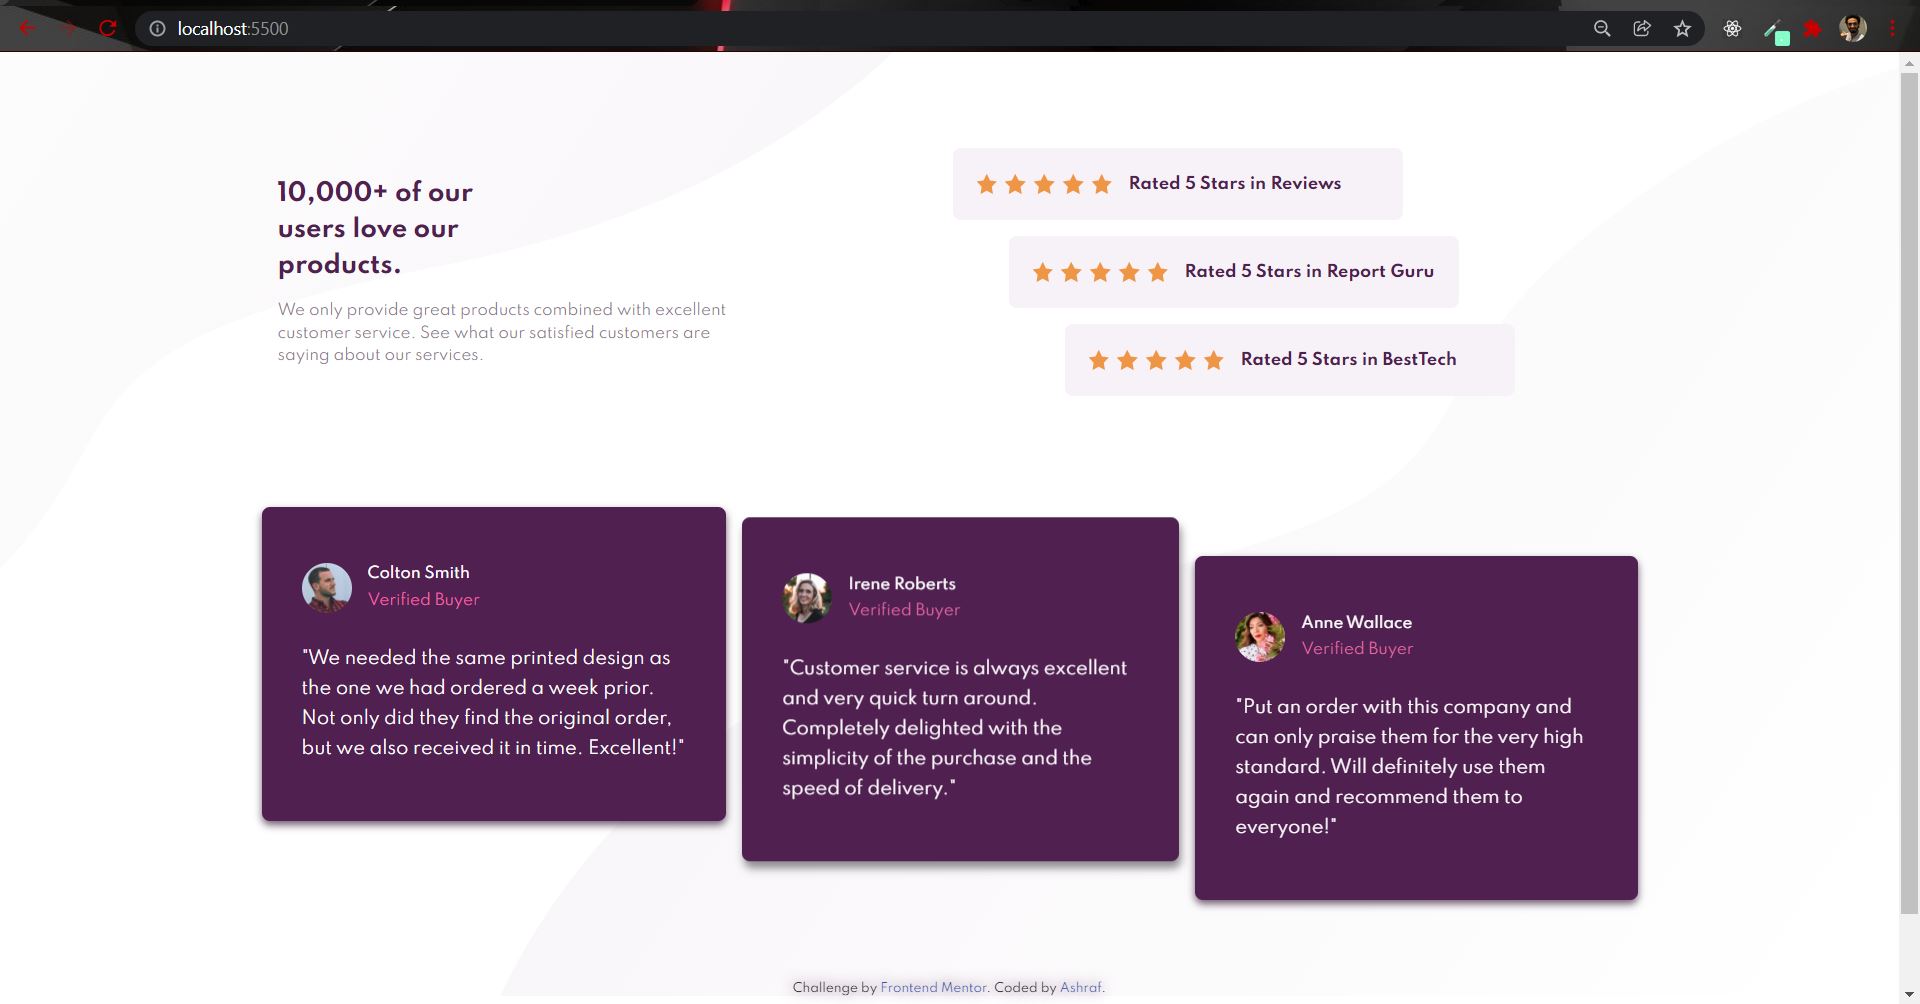 localhost:5500
10,000+ of our
users love our
products.
We only provide great products combined with excellent
customer service. See what our satisfied customers are
saying about our services.
Rated 5 Stars in Reviews
Rated 5 Stars in Report Guru
Rated 5 Stars in BestTech
Colton Smith
Verified Buyer
"We needed the same printed design as
the one we had ordered a week prior.
Not only did they find the original order,
but we also received it in time. Excellent!"
Irene Roberts
Verified Buyer
"Customer service is always excellent
and very quick turn around.
Completely delighted with the
simplicity of the purchase and the
speed of delivery."
Anne Wallace
Verified Buyer
"Put an order with this company and
can only praise them for the very high
standard. Will definitely use them
again and recommend them to
everyone!"
Challenge by Frontend Mentor. Coded by Ashraf.